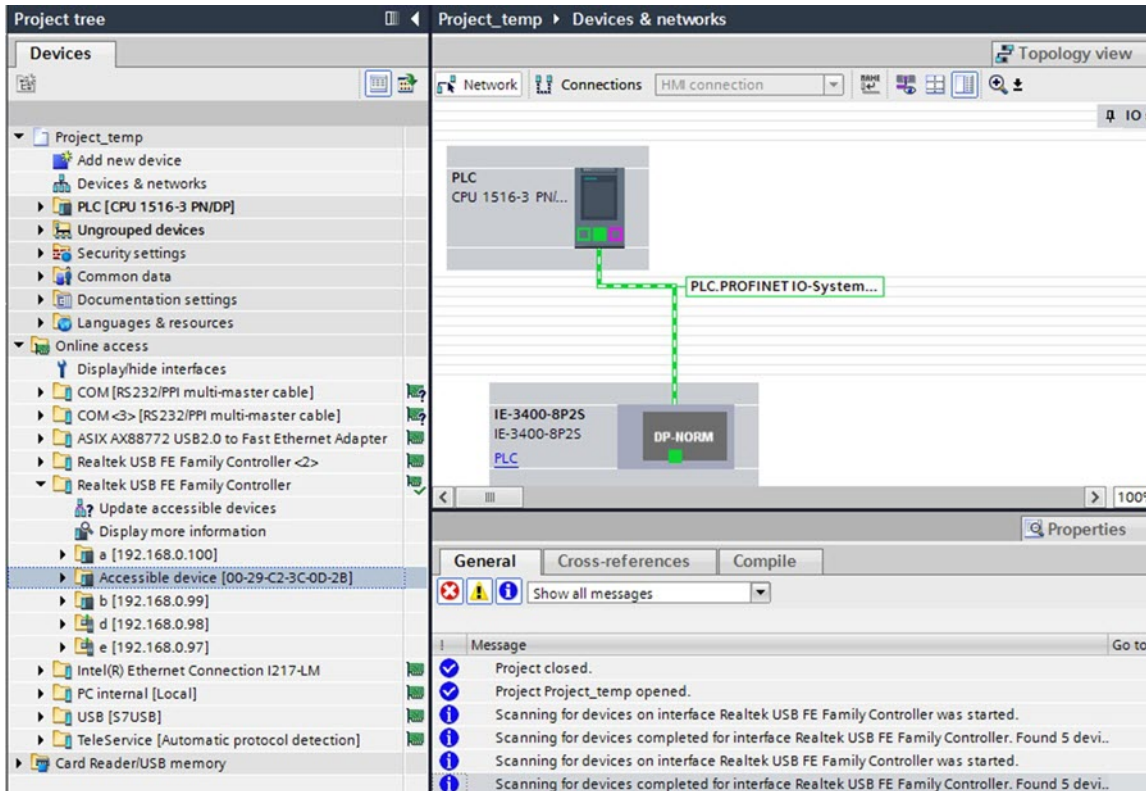 Project tree
Devices
Project_temp
Add new device
Devices & networks
PLC [CPU 1516-3 PN/DP]
Ungrouped devices
Security settings
Common data
Documentation settings
Languages & resources
Online access
Display/hide interfaces
COM [RS232/PPI multi-master cable]
COM <3> [RS232/PPI multi-master cable]
ASIX AX88772 USB2.0 to Fast Ethernet Adapter
Realtek USB FE Family Controller <2>
Realtek USB FE Family Controller
Update accessible devices
Display more information
a [192.168.0.100]
Accessible device [00-29-C2-3C-0D-2B]
b [192.168.0.99]
d [192.168.0.98]
e [192.168.0.97]
Intel(R) Ethernet Connection I217-LM
PC internal [Local]
USB [S7USB]
TeleService [Automatic protocol detection]
Card Reader/USB memory
Project_temp ▸ Devices & networks
Topology view
Network Connections HMI connection
IO
PLC
CPU 1516-3 PN/...
PLC.PROFINET IO-System...
IE-3400-8P2S
IE-3400-8P2S
DP-NORM
PLC
100%
Properties
General Cross-references Compile
Show all messages
! Message Go to
Project closed.
Project Project_temp opened.
Scanning for devices on interface Realtek USB FE Family Controller was started.
Scanning for devices completed for interface Realtek USB FE Family Controller. Found 5 devi..
Scanning for devices on interface Realtek USB FE Family Controller was started.
Scanning for devices completed for interface Realtek USB FE Family Controller. Found 5 devi..